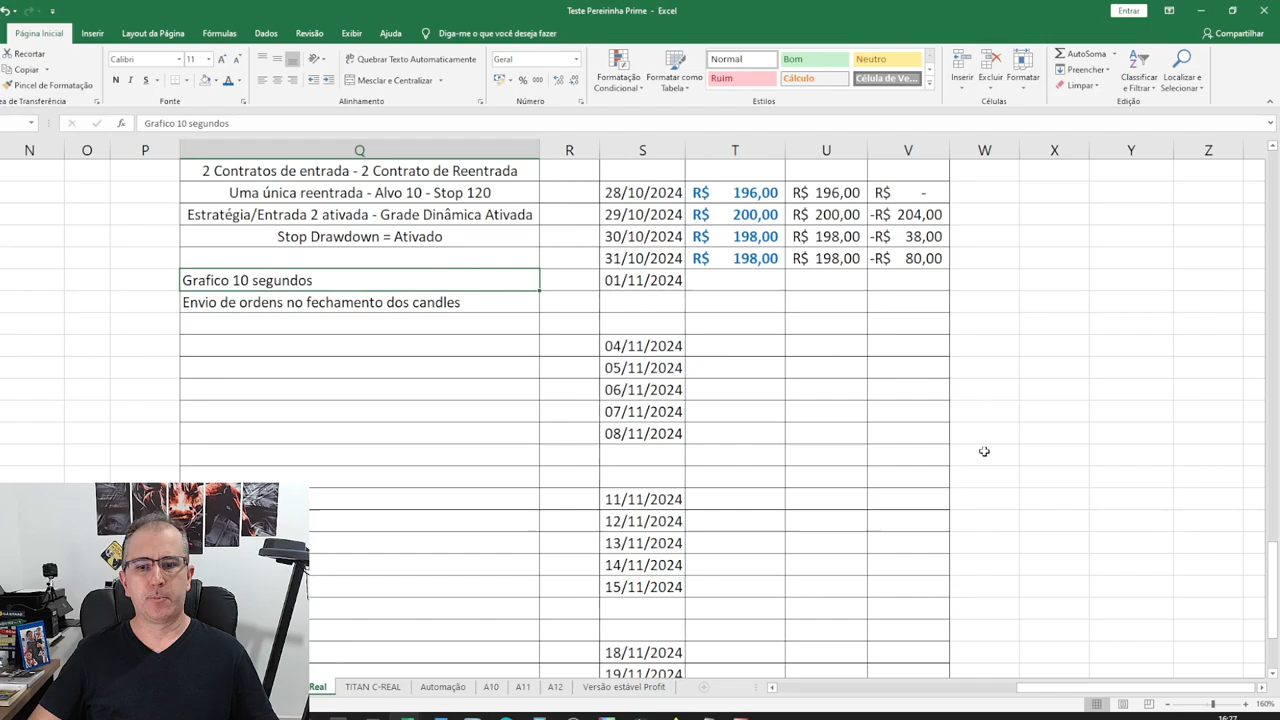 Teste Pereirinha Prime - Excel
Entrar
Página Inicial Inserir Layout da Página Fórmulas Dados Revisão Exibir Ajuda Diga-me o que você deseja fazer Compartilhar
Recortar
Copiar
Pincel de Formatação
Calibri 11
N I S
Quebrar Texto Automaticamente
Mesclar e Centralizar
Geral
% 000
Formatação Condicional
Formatar como Tabela
Normal Bom Neutro
Ruim Cálculo Célula de Ve...
Inserir Excluir Formatar
AutoSoma
Preencher
Limpar
Classificar e Filtrar
Localizar e Selecionar
a de Transferência Fonte Alinhamento Número Estilos Células Edição
Grafico 10 segundos
N O P Q R S T U V W X Y Z
2 Contratos de entrada - 2 Contrato de Reentrada
Uma única reentrada - Alvo 10 - Stop 120 28/10/2024 R$ 196,00 R$ 196,00 R$ -
Estratégia/Entrada 2 ativada - Grade Dinâmica Ativada 29/10/2024 R$ 200,00 R$ 200,00 -R$ 204,00
Stop Drawdown = Ativado 30/10/2024 R$ 198,00 R$ 198,00 -R$ 38,00
31/10/2024 R$ 198,00 R$ 198,00 -R$ 80,00
Grafico 10 segundos 01/11/2024
Envio de ordens no fechamento dos candles
04/11/2024
05/11/2024
06/11/2024
07/11/2024
08/11/2024
11/11/2024
12/11/2024
13/11/2024
14/11/2024
15/11/2024
18/11/2024
19/11/2024
Real TITAN C-REAL Automação A10 A11 A12 Versão estável Profit
160%
16:27